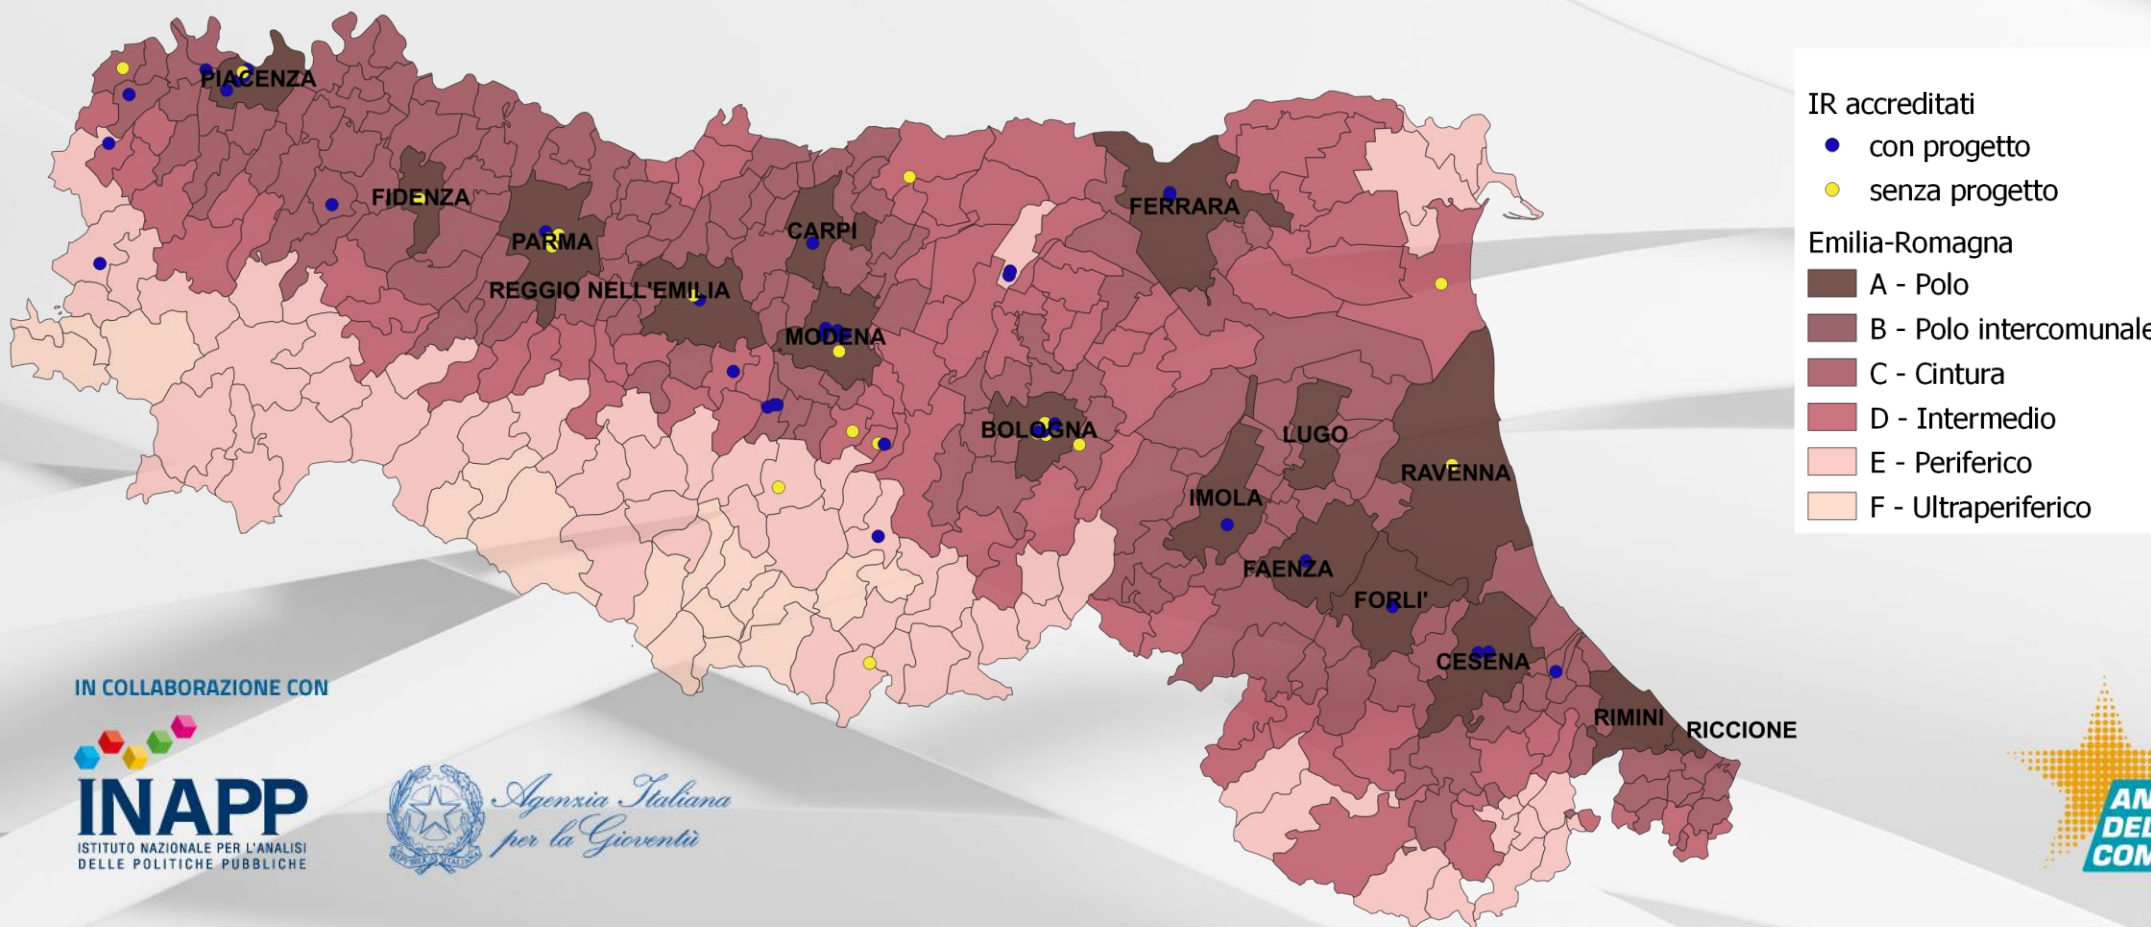 PIACENZA
FIDENZA
PARMA
REGGIO NELL'EMILIA
CARPI
MODENA
FERRARA
BOLOGNA
LUGO
IMOLA
RAVENNA
FAENZA
FORLI'
CESENA
RIMINI
RICCIONE
IR accreditati
con progetto
senza progetto
Emilia-Romagna
A - Polo
B - Polo intercomunale
C - Cintura
D - Intermedio
E - Periferico
F - Ultraperiferico
IN COLLABORAZIONE CON
INAPP
ISTITUTO NAZIONALE PER L'ANALISI
DELLE POLITICHE PUBBLICHE
Agenzia Italiana
per la Gioventù